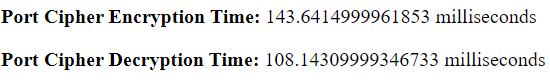 Port Cipher Encryption Time: 143.6414999961853 milliseconds
Port Cipher Decryption Time: 108.14309999346733 milliseconds